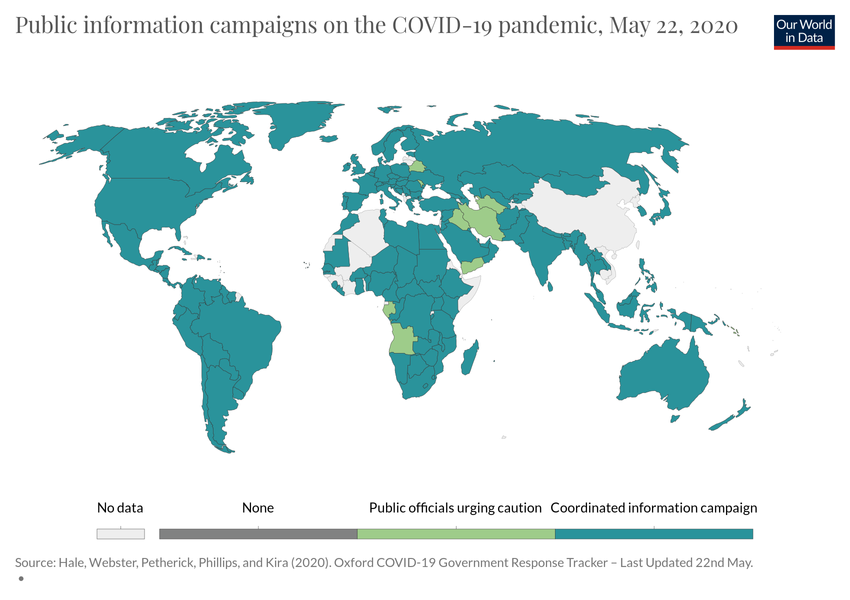 Public information campaigns on the COVID-19 pandemic, May 22, 2020
Our World
in Data
No data
None
Public officials urging caution
Coordinated information campaign
Source: Hale, Webster, Petherick, Phillips, and Kira (2020). Oxford COVID-19 Government Response Tracker – Last Updated 22nd May.